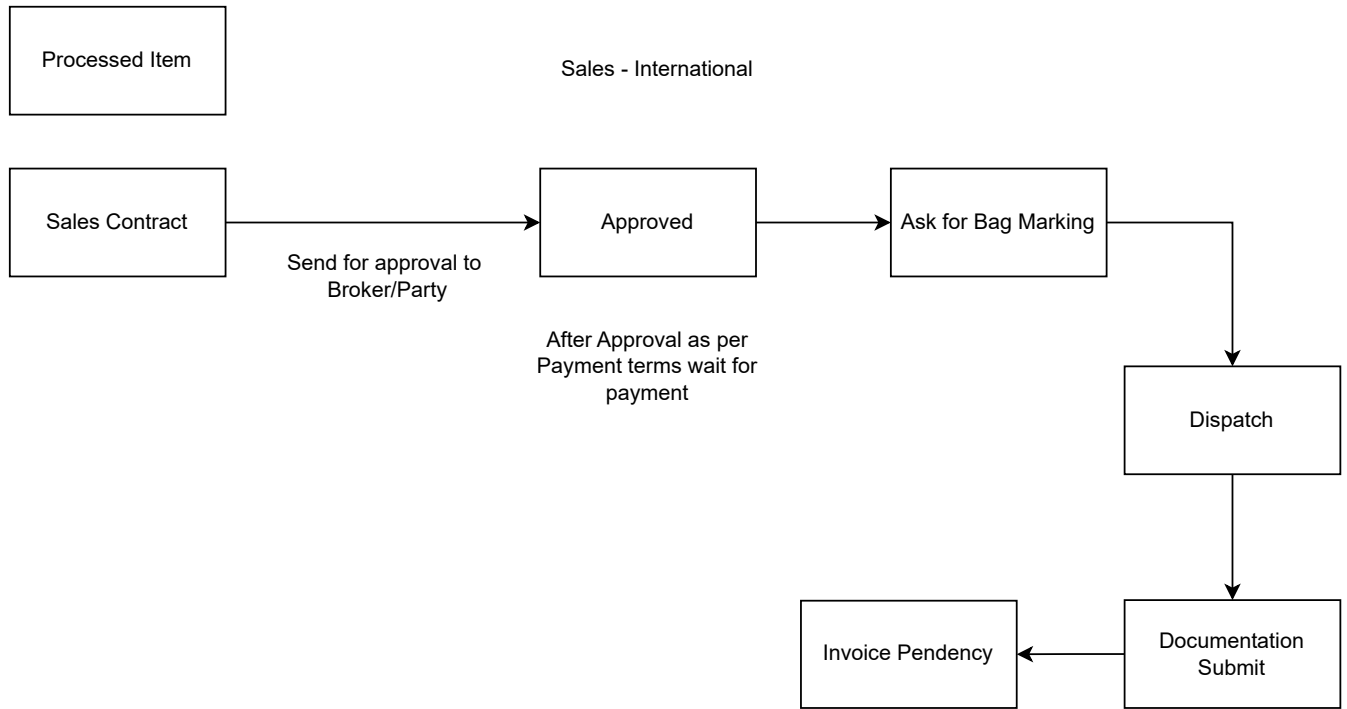 Processed Item
Sales - International
Sales Contract
Send for approval to
Broker/Party
Approved
After Approval as per
Payment terms wait for
payment
Ask for Bag Marking
Dispatch
Documentation
Submit
Invoice Pendency